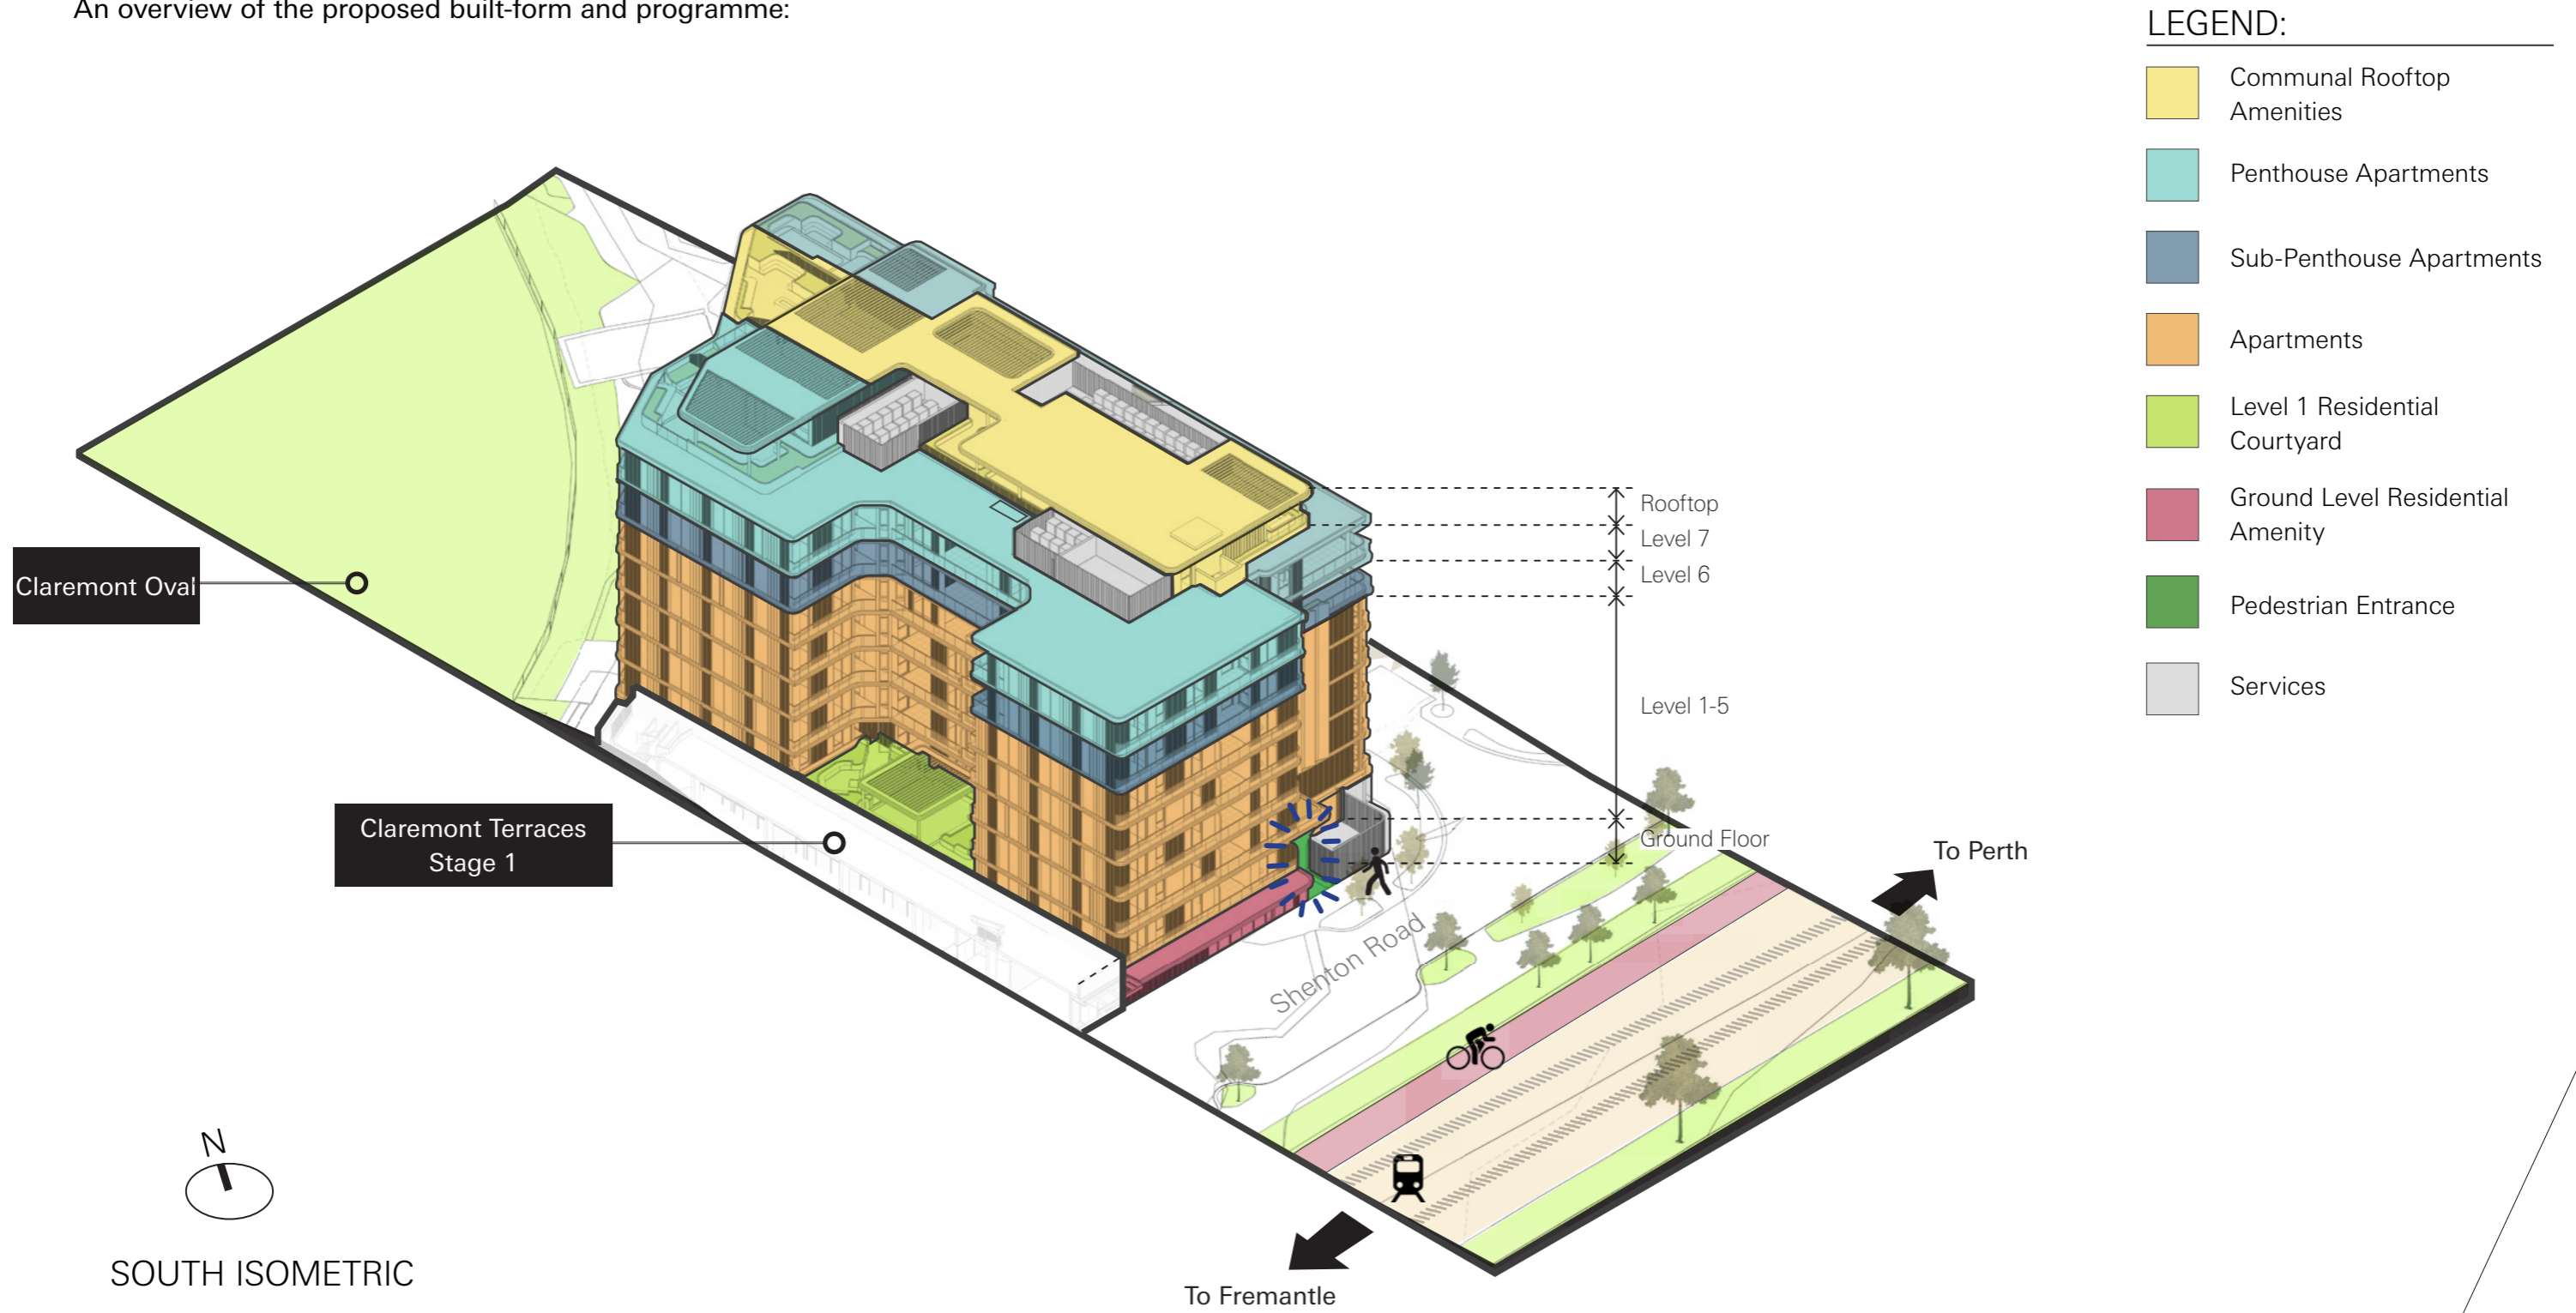 An overview of the proposed built-form and programme:
LEGEND:
Communal Rooftop
Amenities
Penthouse Apartments
Sub-Penthouse Apartments
Apartments
Level 1 Residential
Courtyard
Ground Level Residential
Amenity
Pedestrian Entrance
Services
Rooftop
Level 7
Level 6
Level 1-5
Ground Floor
Claremont Oval
Claremont Terraces
Stage 1
To Perth
Shenton Road
To Fremantle
N
SOUTH ISOMETRIC